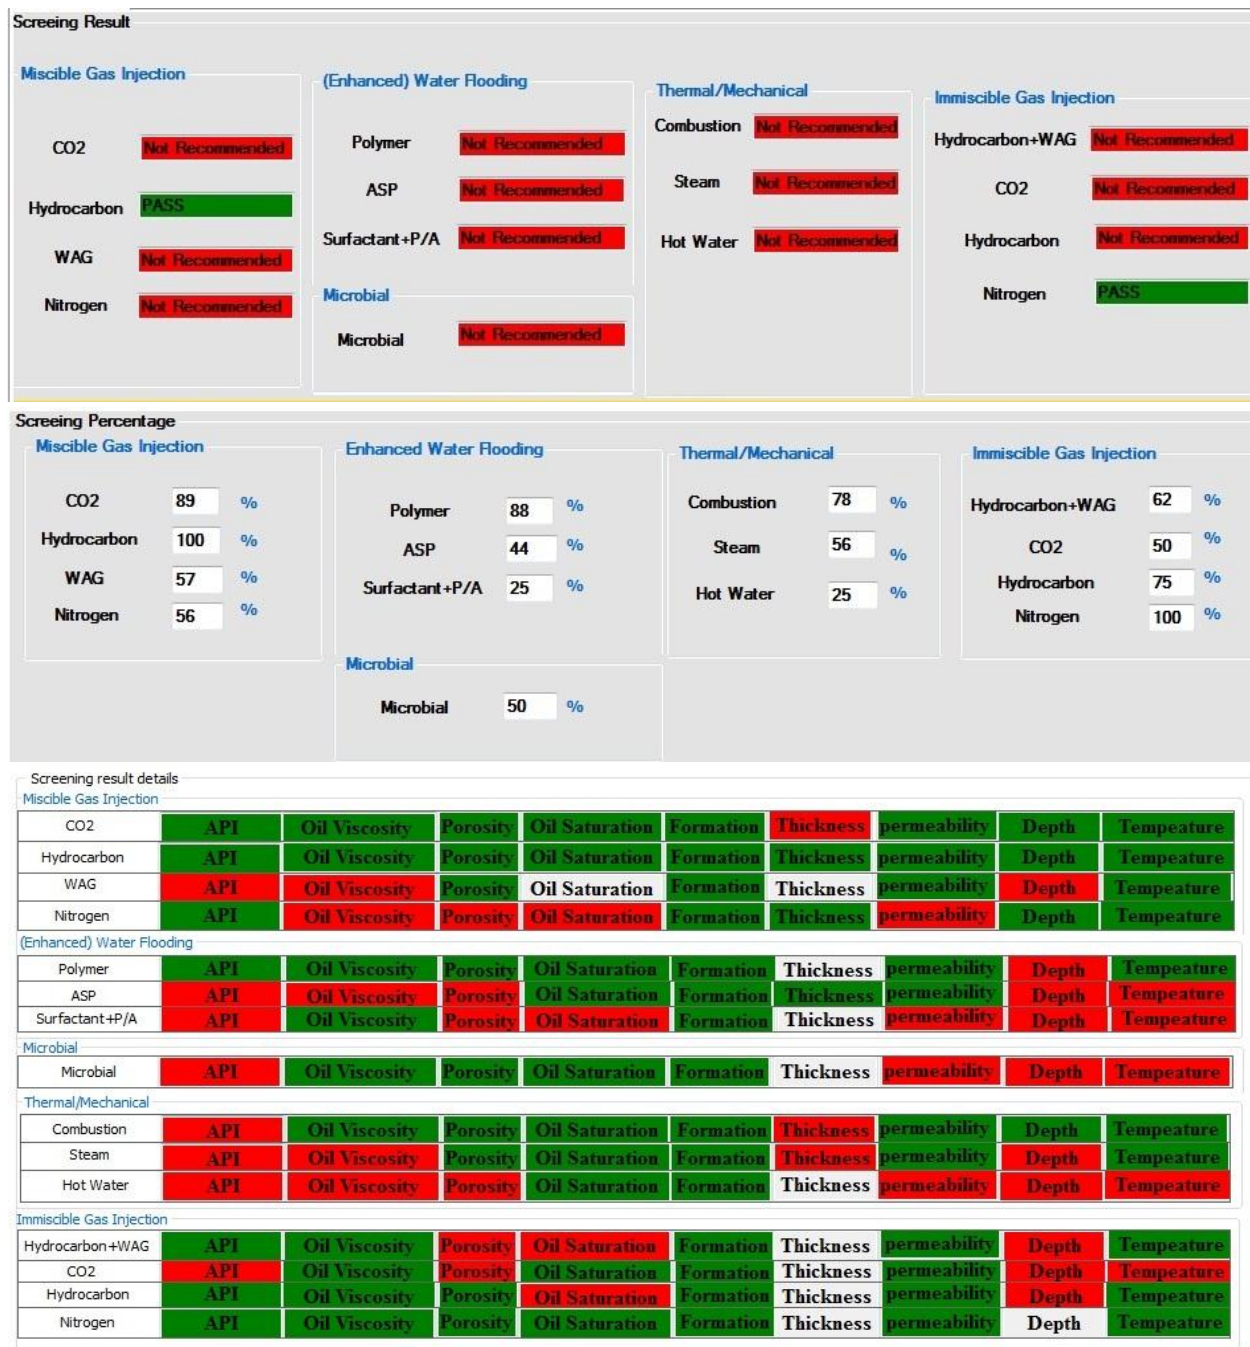 Screeing Result
Miscible Gas Injection
CO2 Not Recommended
Hydrocarbon PASS
WAG Not Recommended
Nitrogen Not Recommended
(Enhanced) Water Flooding
Polymer Not Recommended
ASP Not Recommended
Surfactant+P/A Not Recommended
Microbial
Microbial Not Recommended
Thermal/Mechanical
Combustion Not Recommended
Steam Not Recommended
Hot Water Not Recommended
Immiscible Gas Injection
Hydrocarbon+WAG Not Recommended
CO2 Not Recommended
Hydrocarbon Not Recommended
Nitrogen PASS
Screeing Percentage
Miscible Gas Injection
CO2 89 %
Hydrocarbon 100 %
WAG 57 %
Nitrogen 56 %
Enhanced Water Flooding
Polymer 88 %
ASP 44 %
Surfactant+P/A 25 %
Microbial
Microbial 50 %
Thermal/Mechanical
Combustion 78 %
Steam 56 %
Hot Water 25 %
Immiscible Gas Injection
Hydrocarbon+WAG 62 %
CO2 50 %
Hydrocarbon 75 %
Nitrogen 100 %
Screening result details
Miscible Gas Injection
CO2 API Oil Viscosity Porosity Oil Saturation Formation Thickness permeability Depth Tempeature
Hydrocarbon API Oil Viscosity Porosity Oil Saturation Formation Thickness permeability Depth Tempeature
WAG API Oil Viscosity Porosity Oil Saturation Formation Thickness permeability Depth Tempeature
Nitrogen API Oil Viscosity Porosity Oil Saturation Formation Thickness permeability Depth Tempeature
(Enhanced) Water Flooding
Polymer API Oil Viscosity Porosity Oil Saturation Formation Thickness permeability Depth Tempeature
ASP API Oil Viscosity Porosity Oil Saturation Formation Thickness permeability Depth Tempeature
Surfactant+P/A API Oil Viscosity Porosity Oil Saturation Formation Thickness permeability Depth Tempeature
Microbial
Microbial API Oil Viscosity Porosity Oil Saturation Formation Thickness permeability Depth Tempeature
Thermal/Mechanical
Combustion API Oil Viscosity Porosity Oil Saturation Formation Thickness permeability Depth Tempeature
Steam API Oil Viscosity Porosity Oil Saturation Formation Thickness permeability Depth Tempeature
Hot Water API Oil Viscosity Porosity Oil Saturation Formation Thickness permeability Depth Tempeature
Immiscible Gas Injection
Hydrocarbon+WAG API Oil Viscosity Porosity Oil Saturation Formation Thickness permeability Depth Tempeature
CO2 API Oil Viscosity Porosity Oil Saturation Formation Thickness permeability Depth Tempeature
Hydrocarbon API Oil Viscosity Porosity Oil Saturation Formation Thickness permeability Depth Tempeature
Nitrogen API Oil Viscosity Porosity Oil Saturation Formation Thickness permeability Depth Tempeature